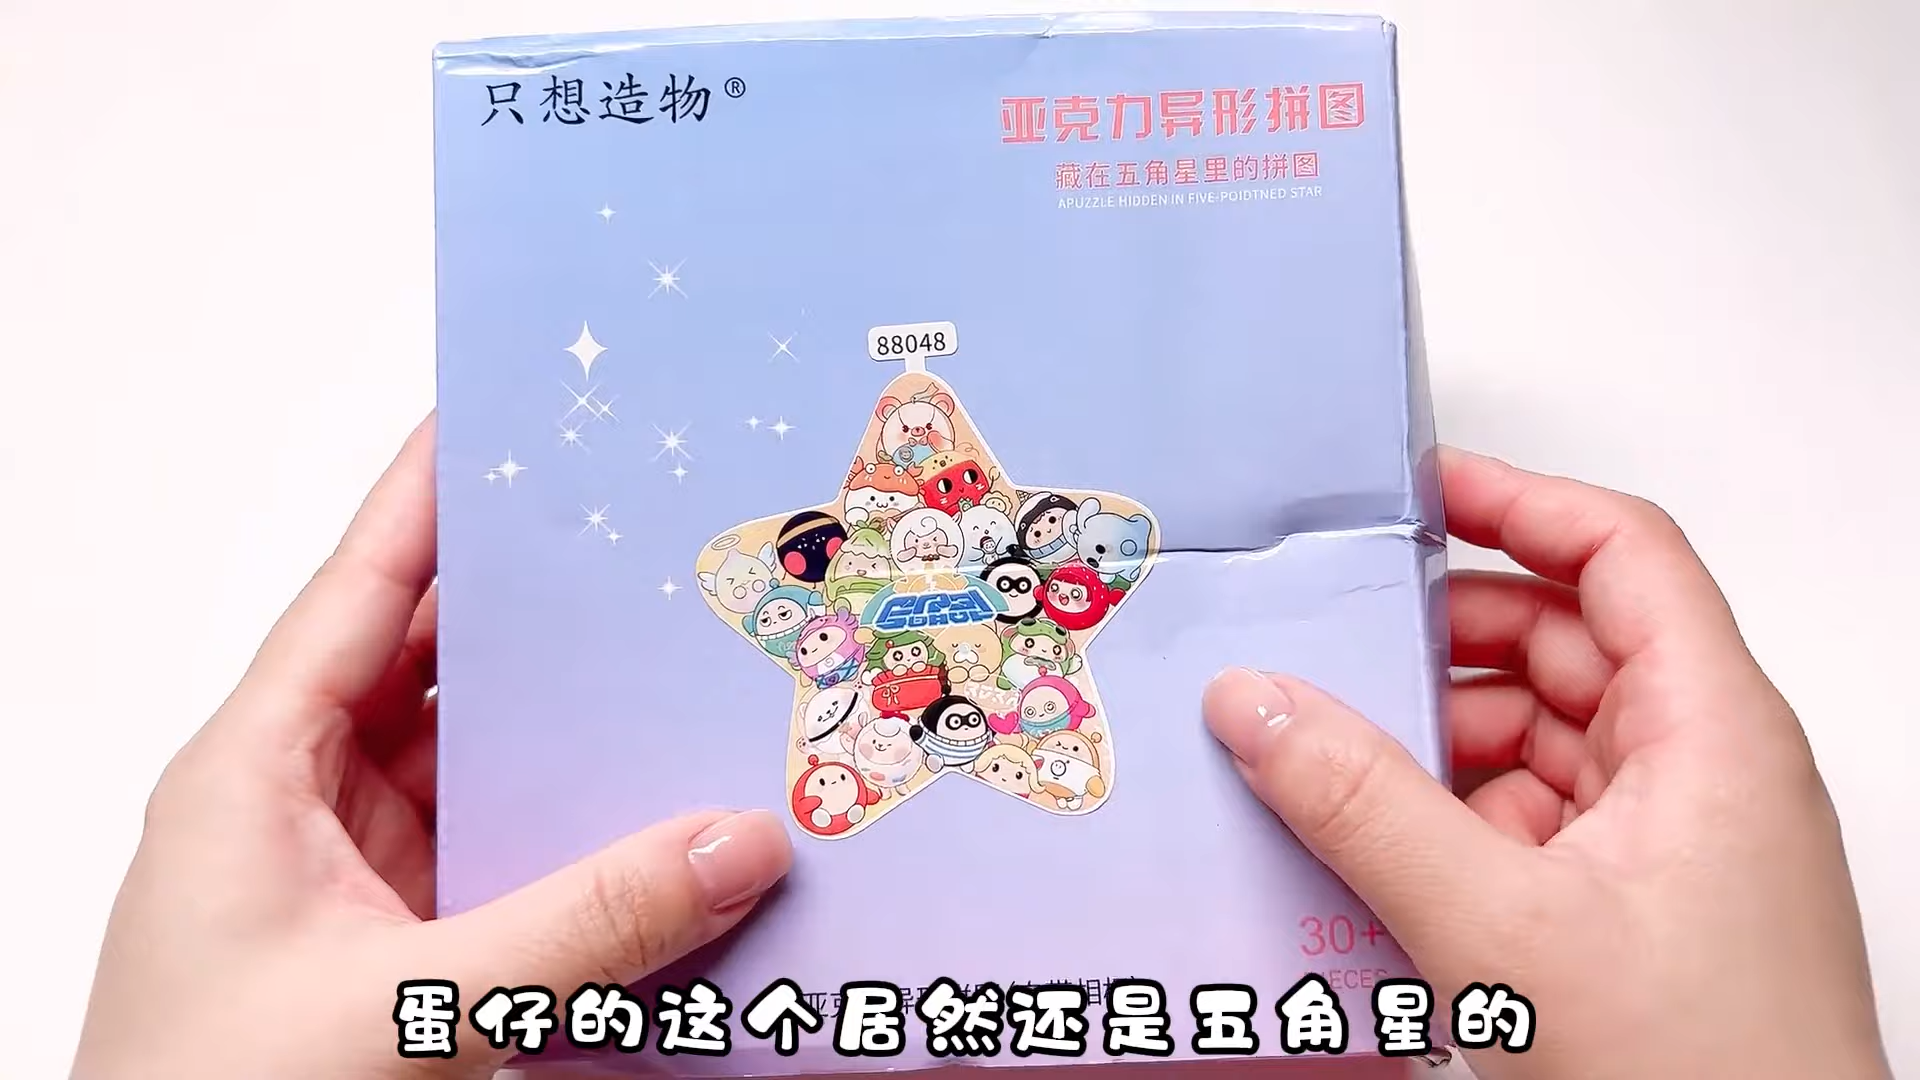 只想造物®
亚克力异形拼图
藏在五角星里的拼图
APUZZLE HIDDEN IN FIVE-POIDTNED STAR
88048
30+
PIECES
蛋仔的这个居然还是五角星的